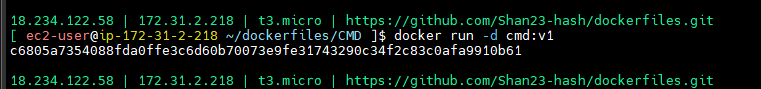 18.234.122.58 | 172.31.2.218 | t3.micro | https://github.com/Shan23-hash/dockerfiles.git
[ ec2-user@ip-172-31-2-218 ~/dockerfiles/CMD ]$ docker run -d cmd:v1
c6805a7354088fda0ffe3c6d60b70073e9fe31743290c34f2c83c0afa9910b61
18.234.122.58 | 172.31.2.218 | t3.micro | https://github.com/Shan23-hash/dockerfiles.git